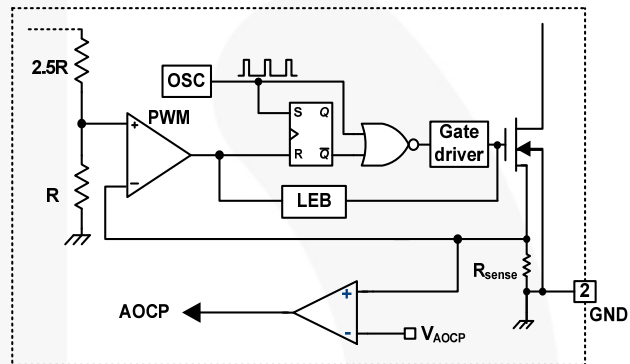 2.5R
OSC
PWM
+
−
S Q
R Q̅
Gate
driver
R
LEB
Rsense
2
GND
AOCP
+
-
VAOCP